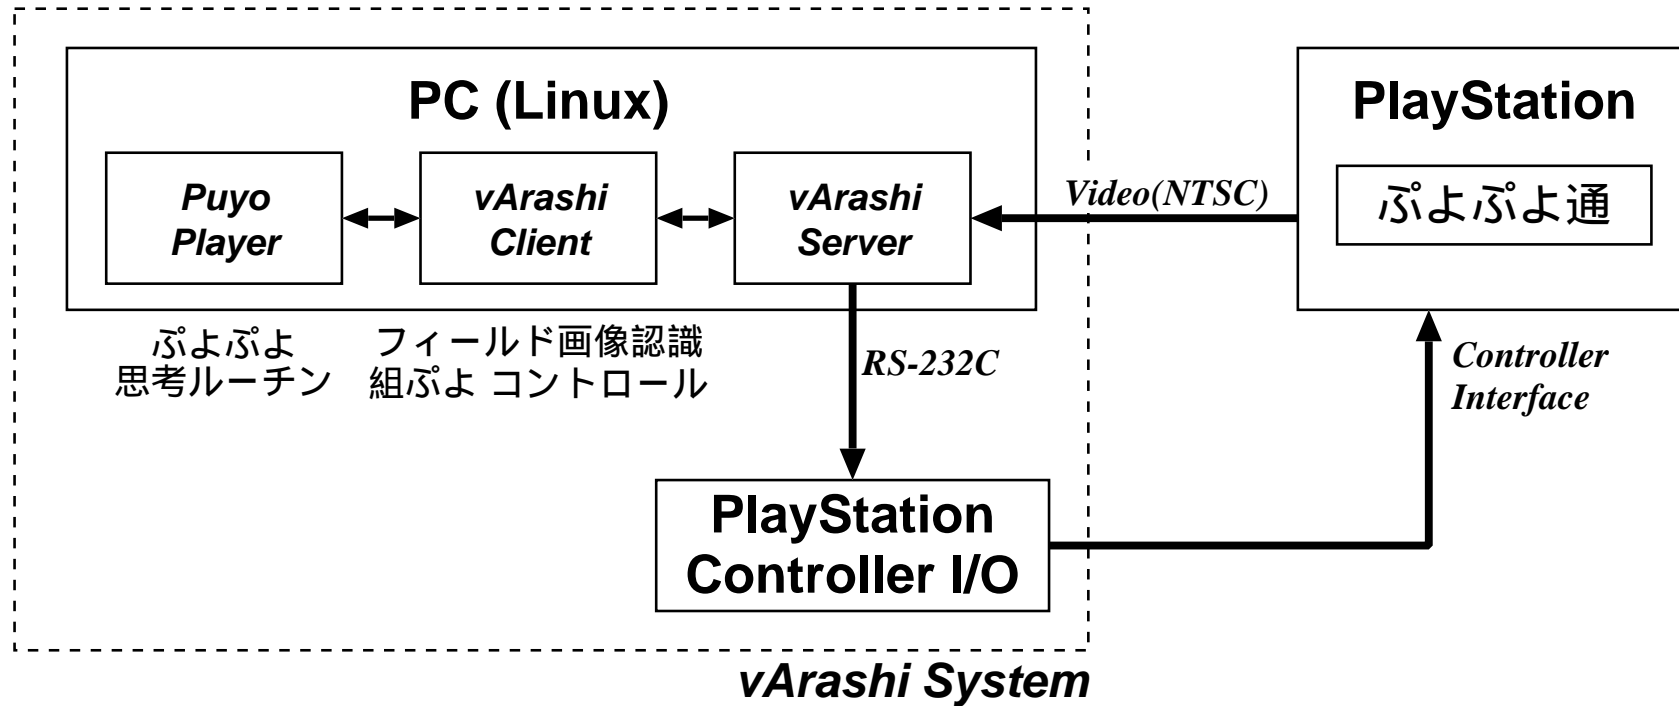 PC (Linux)
PlayStation
Puyo
Player
vArashi
Client
vArashi
Server
Video(NTSC)
ぷよぷよ通
ぷよぷよ
思考ルーチン
フィールド画像認識
組ぷよ コントロール
RS-232C
Controller
Interface
PlayStation
Controller I/O
vArashi System